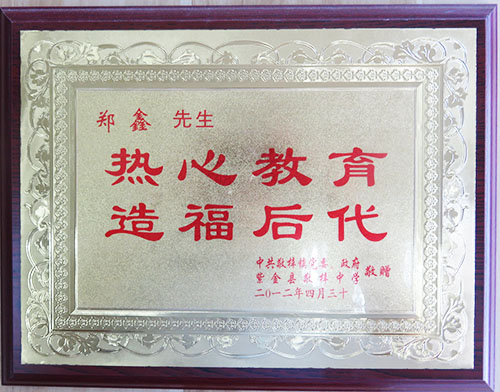 郑鑫 先生
热心教育
造福后代
中共敬梓镇党委 政府
紫金县敬梓中学 敬赠
二〇一二年四月三十